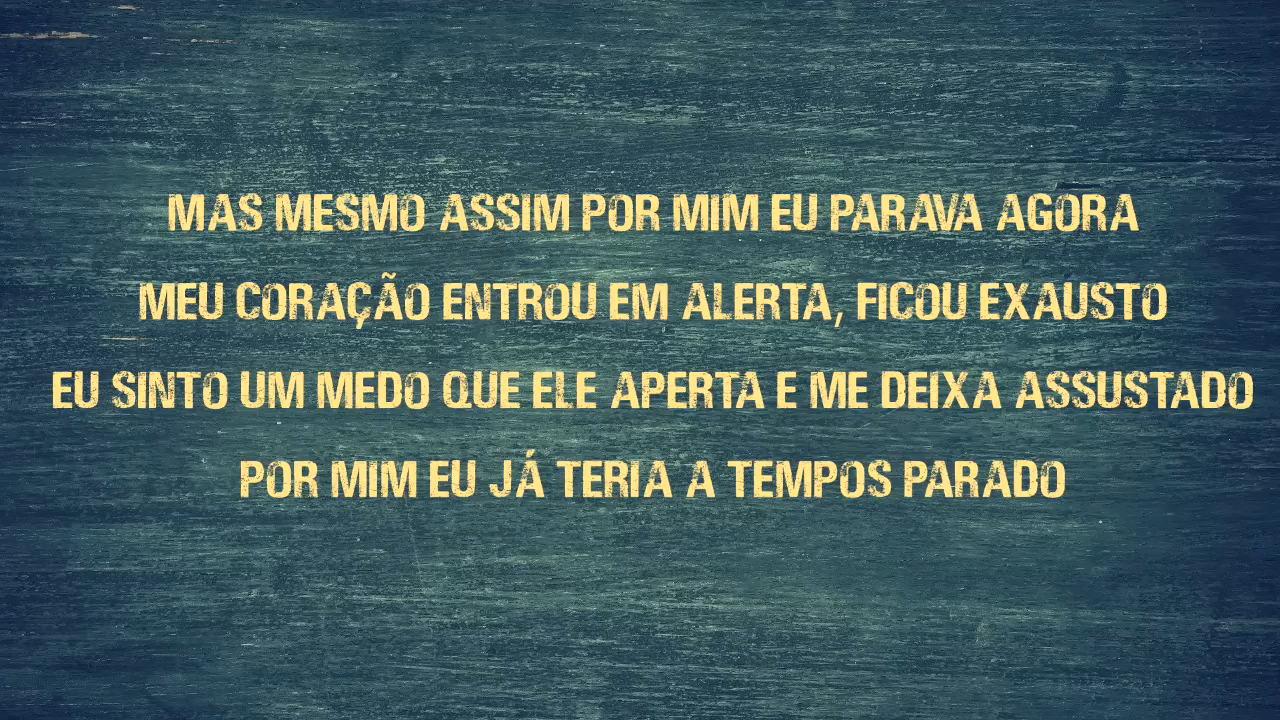 MAS MESMO ASSIM POR MIM EU PARAVA AGORA
MEU CORAÇÃO ENTROU EM ALERTA, FICOU EXAUSTO
EU SINTO UM MEDO QUE ELE APERTA E ME DEIXA ASSUSTADO
POR MIM EU JÁ TERIA A TEMPOS PARADO